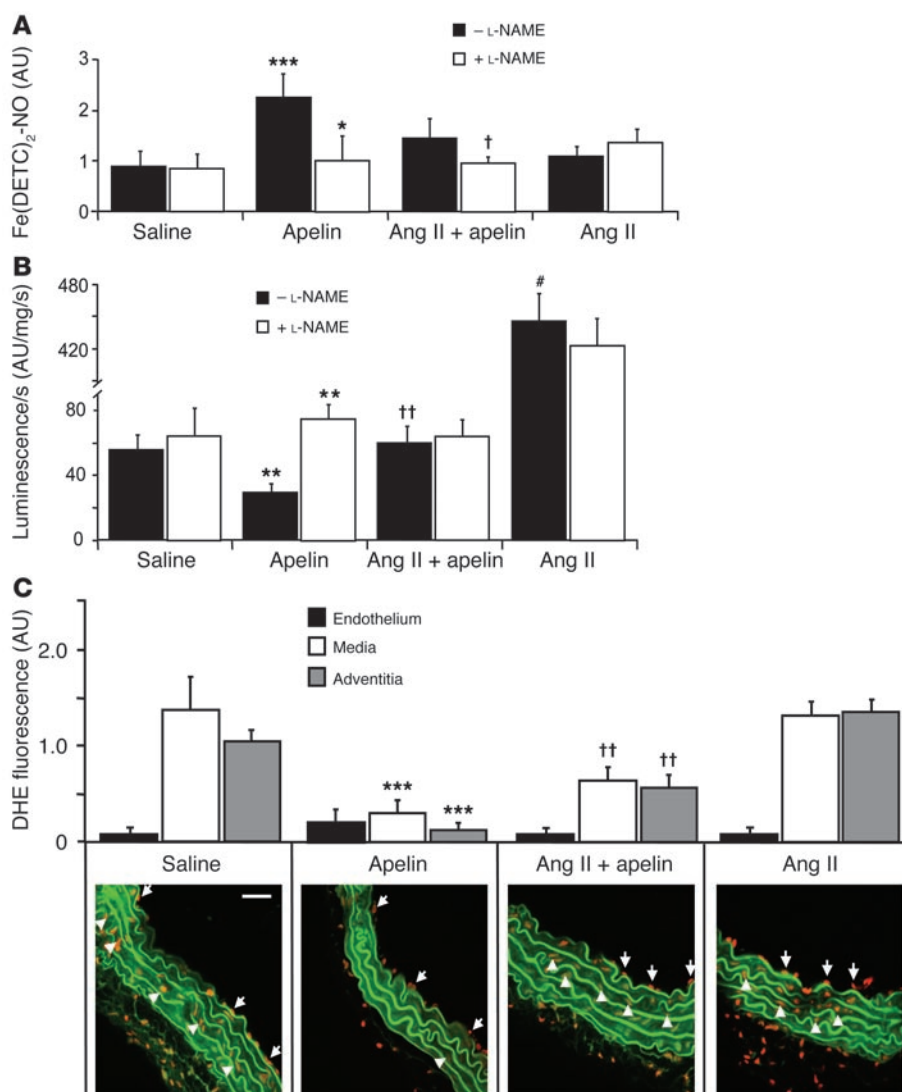 A
Fe(DETC)2-NO (AU)
– L-NAME
+ L-NAME
3
2
1
0
***
*
†
Saline Apelin Ang II + apelin Ang II
B
Luminescence/s (AU/mg/s)
– L-NAME
+ L-NAME
480
420
80
40
0
**
**
††
#
Saline Apelin Ang II + apelin Ang II
C
DHE fluorescence (AU)
Endothelium
Media
Adventitia
2.0
1.0
0
***
***
††
††
Saline Apelin Ang II + apelin Ang II